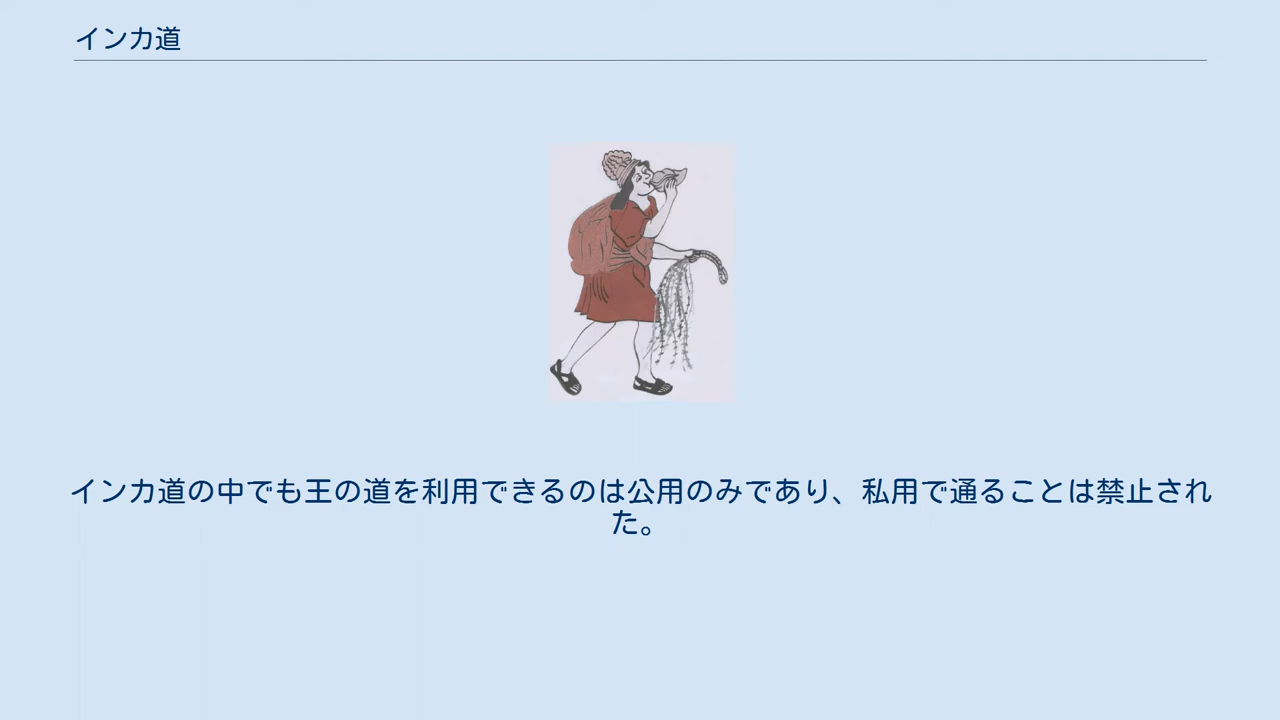 インカ道
インカ道の中でも王の道を利用できるのは公用のみであり、私用で通ることは禁止され
た。